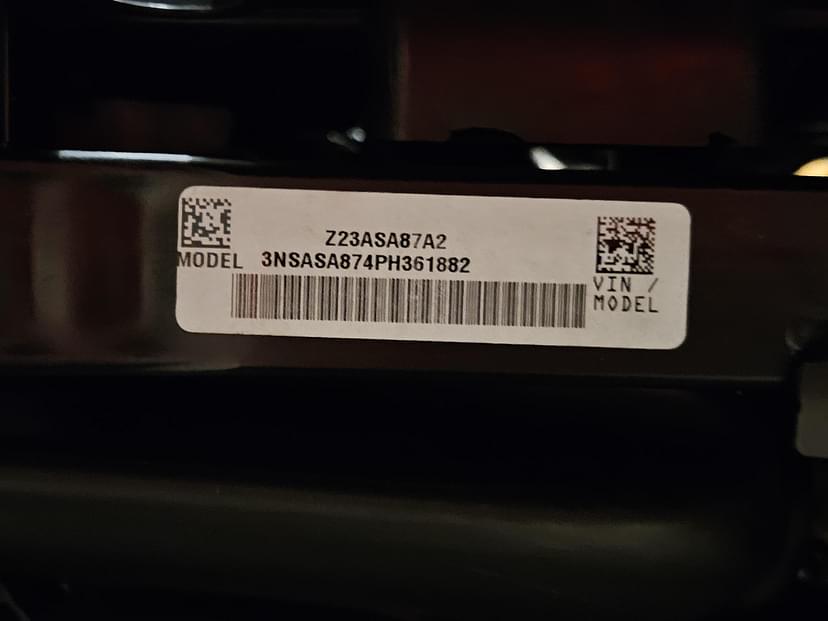 Z23ASA87A2
MODEL 3NSASA874PH361882
VIN /
MODEL